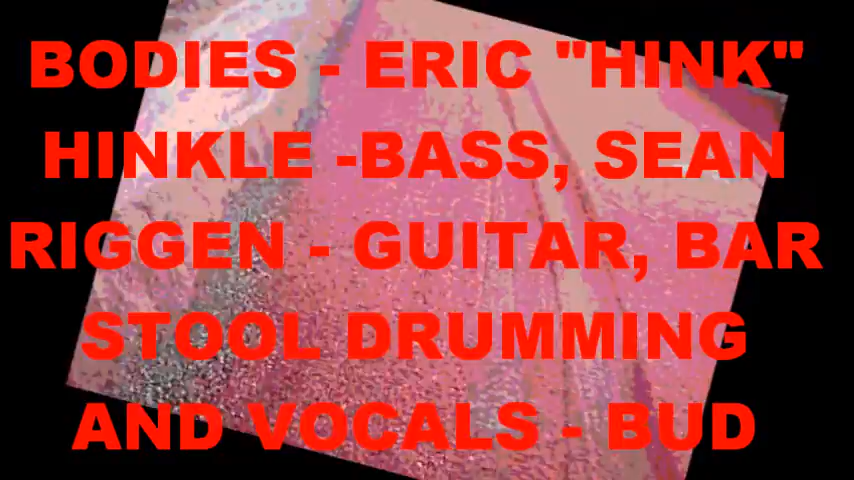 BODIES - ERIC "HINK"
HINKLE -BASS, SEAN
RIGGEN - GUITAR, BAR
STOOL DRUMMING
AND VOCALS - BUD